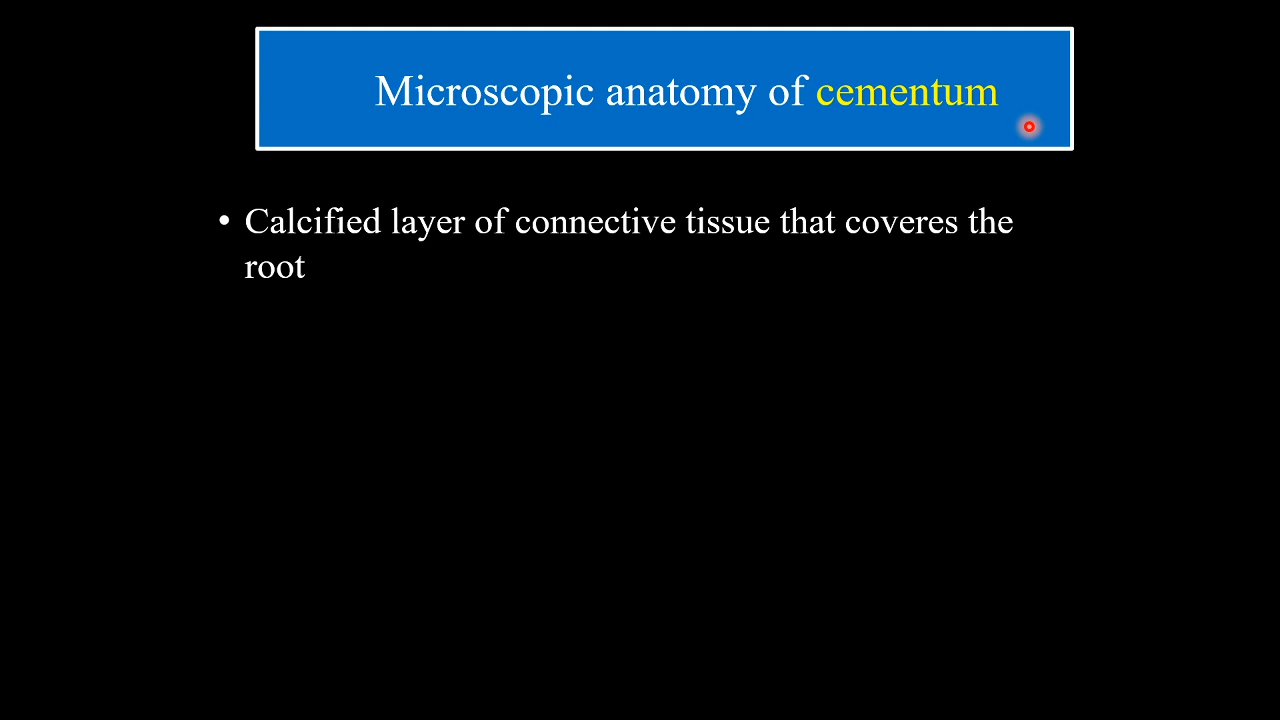 Microscopic anatomy of cementum
• Calcified layer of connective tissue that coveres the
root